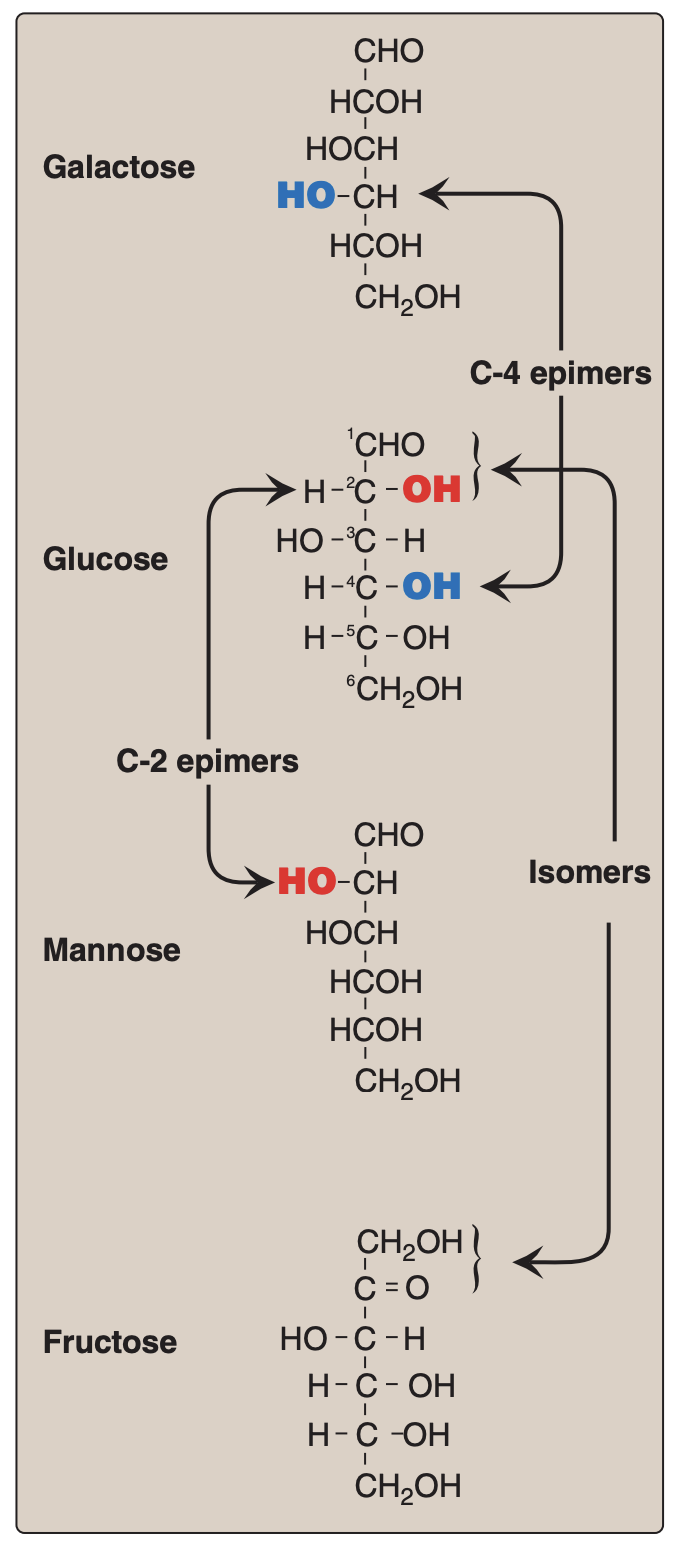 CHO
HCOH
HOCH
Galactose
HO-CH
HCOH
CH₂OH
C-4 epimers
¹CHO
H-²C-OH
HO-³C-H
Glucose
H-⁴C-OH
H-⁵C-OH
⁶CH₂OH
C-2 epimers
CHO
HO-CH
Isomers
HOCH
Mannose
HCOH
HCOH
CH₂OH
CH₂OH
C=O
HO-C-H
Fructose
H-C-OH
H-C-OH
CH₂OH